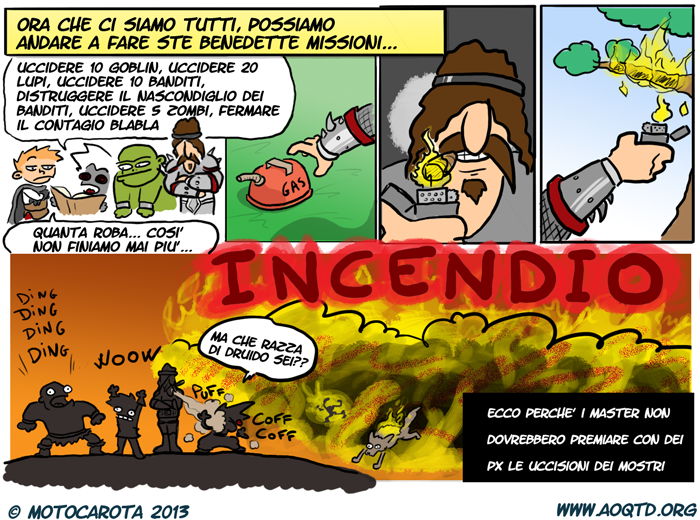 ORA CHE CI SIAMO TUTTI, POSSIAMO
ANDARE A FARE STE BENEDETTE MISSIONI...
UCCIDERE 10 GOBLIN, UCCIDERE 20
LUPI, UCCIDERE 10 BANDITI,
DISTRUGGERE IL NASCONDIGLIO DEI
BANDITI, UCCIDERE 5 ZOMBI, FERMARE
IL CONTAGIO BLABLA
QUANTA ROBA... COSI'
NON FINIAMO MAI PIU'...
GAS
INCENDIO
DING
DING
DING
DING
WOOW
MA CHE RAZZA
DI DRUIDO SEI??
PUFF
COFF
COFF
ECCO PERCHE' I MASTER NON
DOVREBBERO PREMIARE CON DEI
PX LE UCCISIONI DEI MOSTRI
© MOTOCAROTA 2013
WWW.AOQTD.ORG